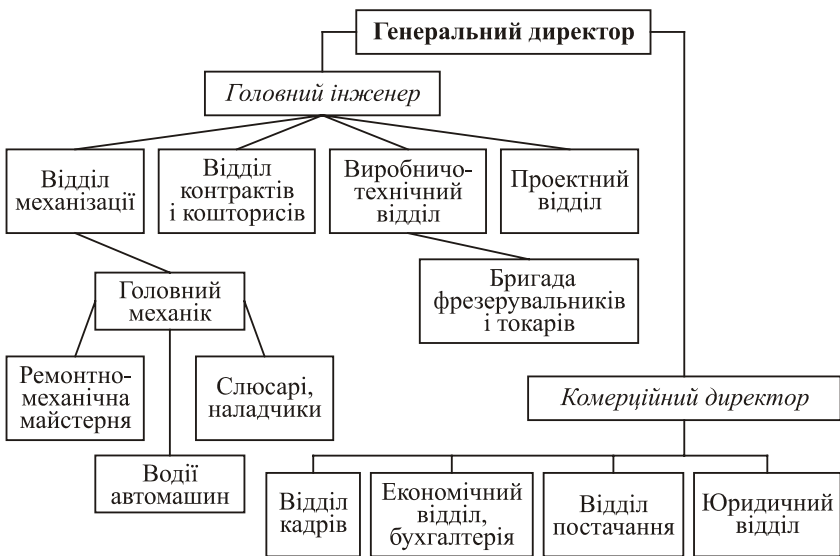 Генеральний директор
Головний інженер
Відділ
механізації
Відділ
контрактів
і кошторисів
Виробничо-
технічний
відділ
Проектний
відділ
Головний
механік
Бригада
фрезерувальників
і токарів
Ремонтно-
механічна
майстерня
Слюсарі,
наладчики
Комерційний директор
Водії
автомашин
Відділ
кадрів
Економічний
відділ,
бухгалтерія
Відділ
постачання
Юридичний
відділ